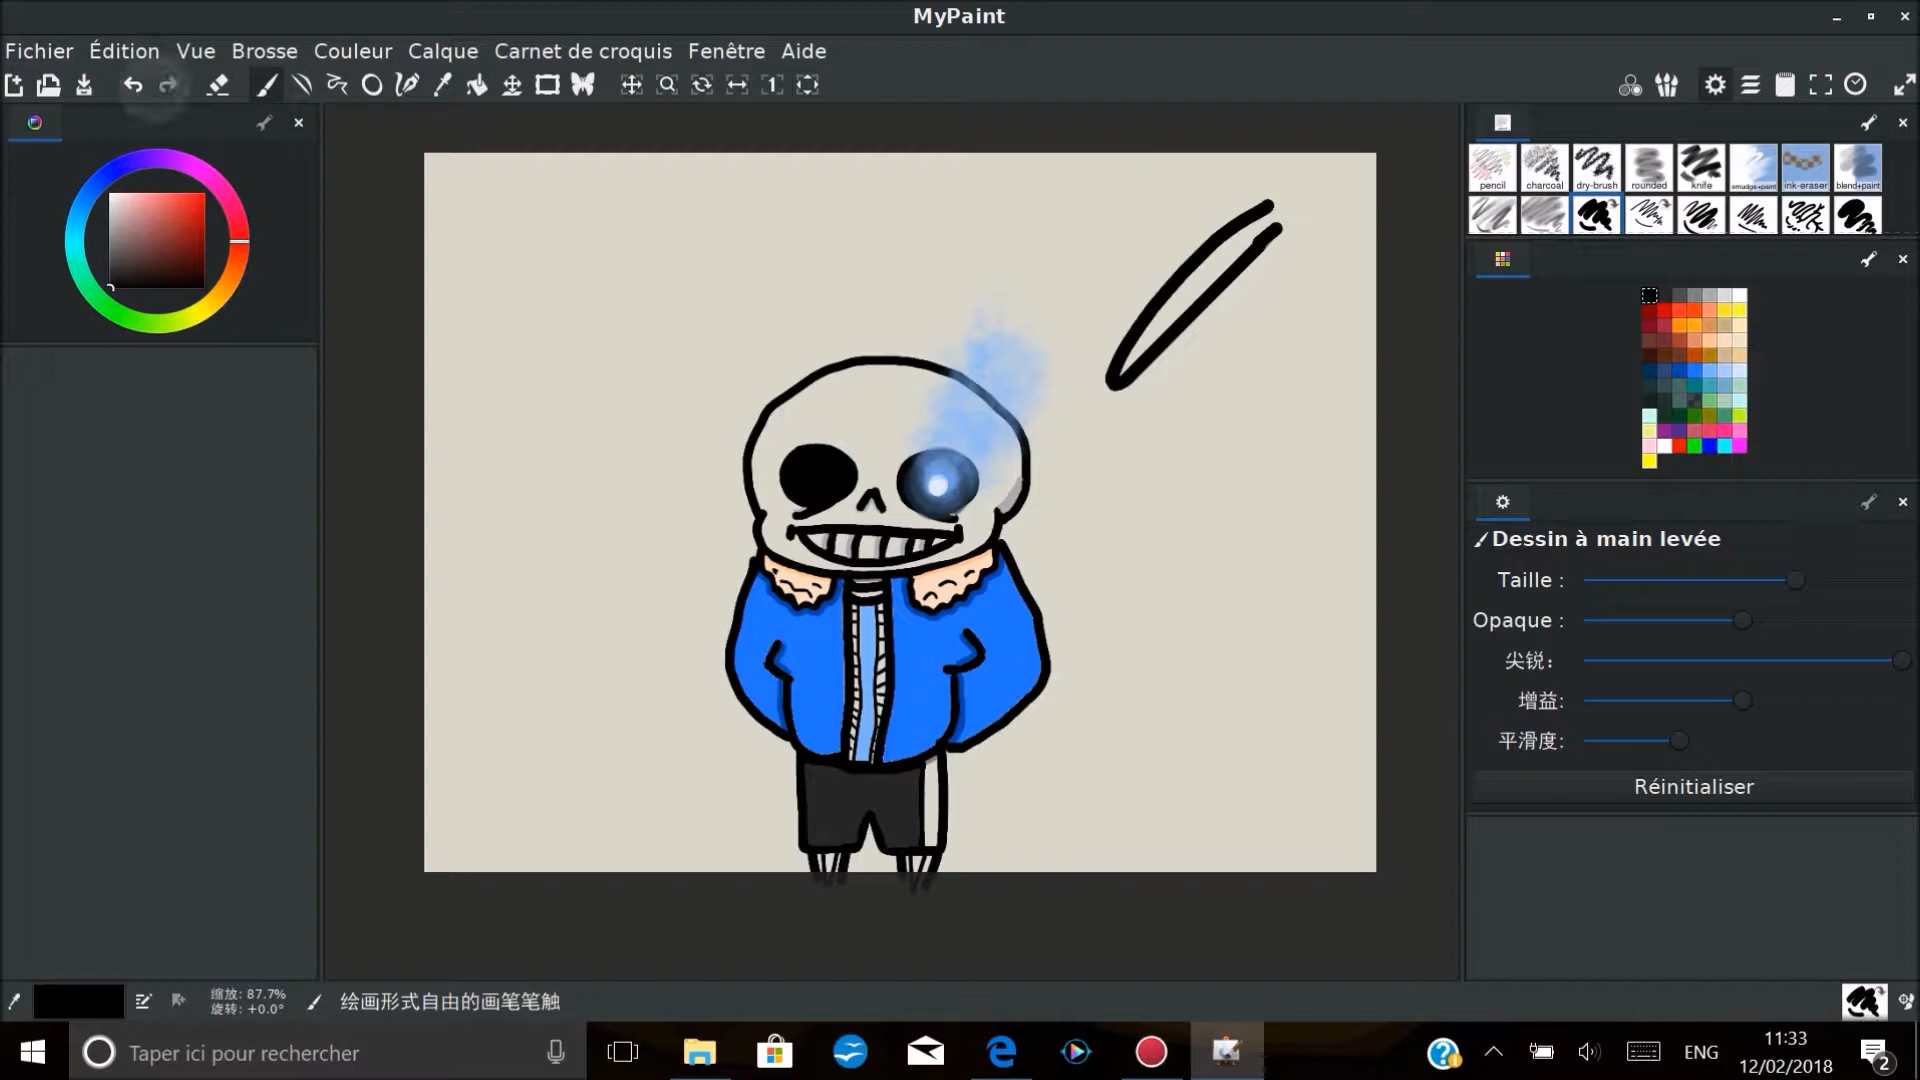 MyPaint
Fichier Édition Vue Brosse Couleur Calque Carnet de croquis Fenêtre Aide
pencil charcoal dry-brush rounded knife smudge+paint ink-eraser blend+paint
Dessin à main levée
Taille :
Opaque :
尖锐:
增益:
平滑度:
Réinitialiser
缩放: 87.7%
旋转: +0.0°
绘画形式自由的画笔笔触
Taper ici pour rechercher
ENG
11:33
12/02/2018
2